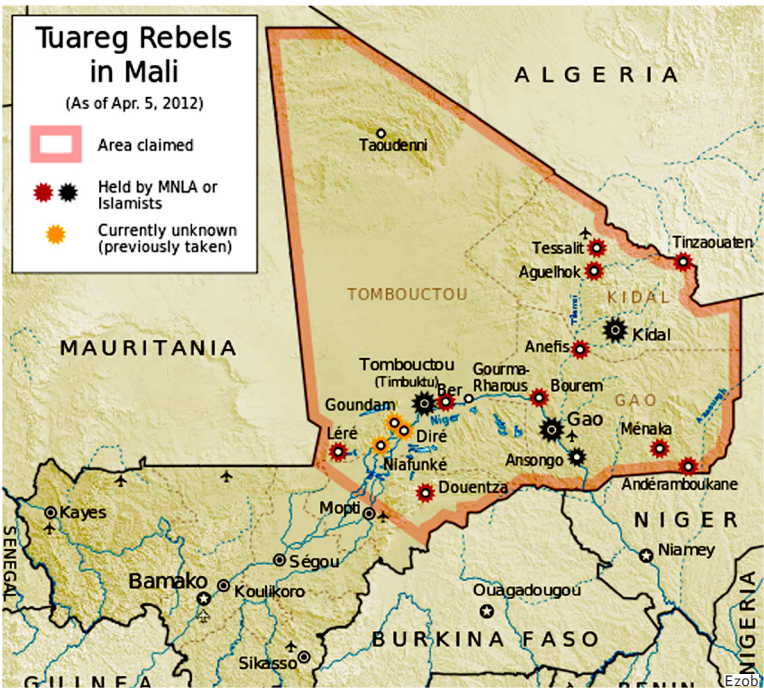 Tuareg Rebels
in Mali
(As of Apr. 5, 2012)
Area claimed
Held by MNLA or
Islamists
Currently unknown
(previously taken)
ALGERIA
Taoudenni
Tessalit
Tinzaouaten
Aguelhok
TOMBOUCTOU
KIDAL
Kidal
MAURITANIA
Anefis
Tombouctou
(Timbuktu)
Ber
Gourma-
Rharous
Bourem
GAO
Goundam
Niger
Gao
Léré
Diré
Ménaka
Niafunké
Ansongo
Andéramboukane
Douentza
Mopti
Kayes
NIGER
SENEGAL
Niamey
Ségou
Bamako
Koulikoro
Ouagadougou
BURKINA FASO
NIGERIA
Sikasso
GUINEA
BENIN
Ezob